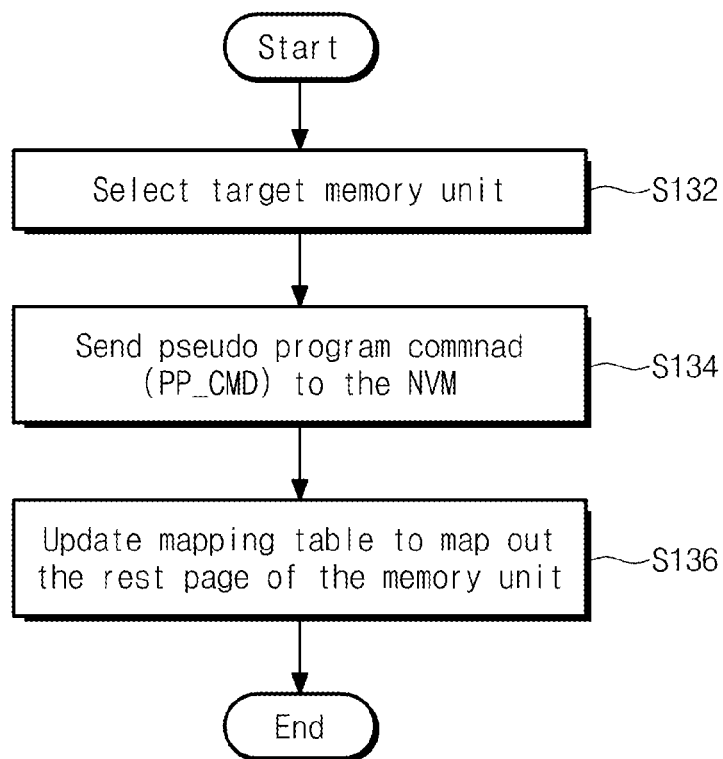 Start
Select target memory unit
S132
Send pseudo program commnad
(PP_CMD) to the NVM
S134
Update mapping table to map out
the rest page of the memory unit
S136
End